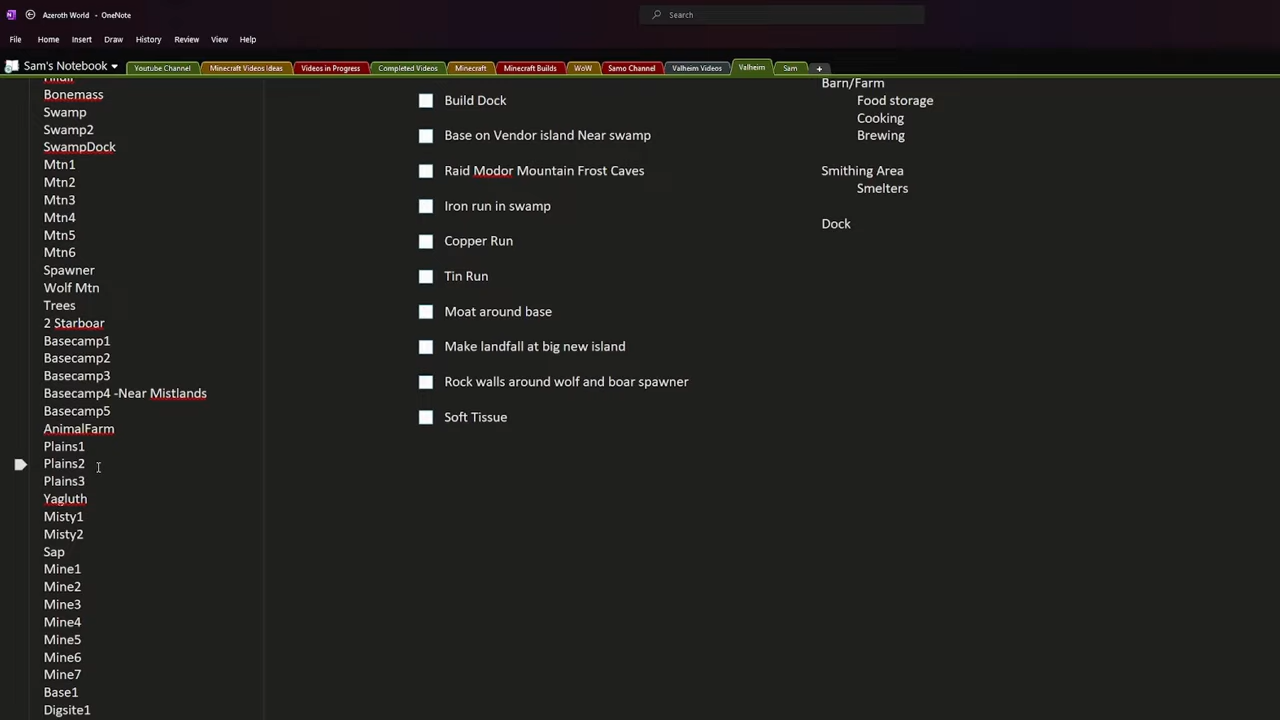 Azeroth World - OneNote
Search
File Home Insert Draw History Review View Help
Sam's Notebook
Youtube Channel Minecraft Videos Ideas Videos in Progress Completed Videos Minecraft Minecraft Builds WoW Samo Channel Valheim Videos Valheim Sam +
Bonemass
Swamp
Swamp2
SwampDock
Mtn1
Mtn2
Mtn3
Mtn4
Mtn5
Mtn6
Spawner
Wolf Mtn
Trees
2 Starboar
Basecamp1
Basecamp2
Basecamp3
Basecamp4 -Near Mistlands
Basecamp5
AnimalFarm
Plains1
Plains2
Plains3
Yagluth
Misty1
Misty2
Sap
Mine1
Mine2
Mine3
Mine4
Mine5
Mine6
Mine7
Base1
Digsite1
Build Dock
Base on Vendor island Near swamp
Raid Modor Mountain Frost Caves
Iron run in swamp
Copper Run
Tin Run
Moat around base
Make landfall at big new island
Rock walls around wolf and boar spawner
Soft Tissue
Barn/Farm
Food storage
Cooking
Brewing
Smithing Area
Smelters
Dock